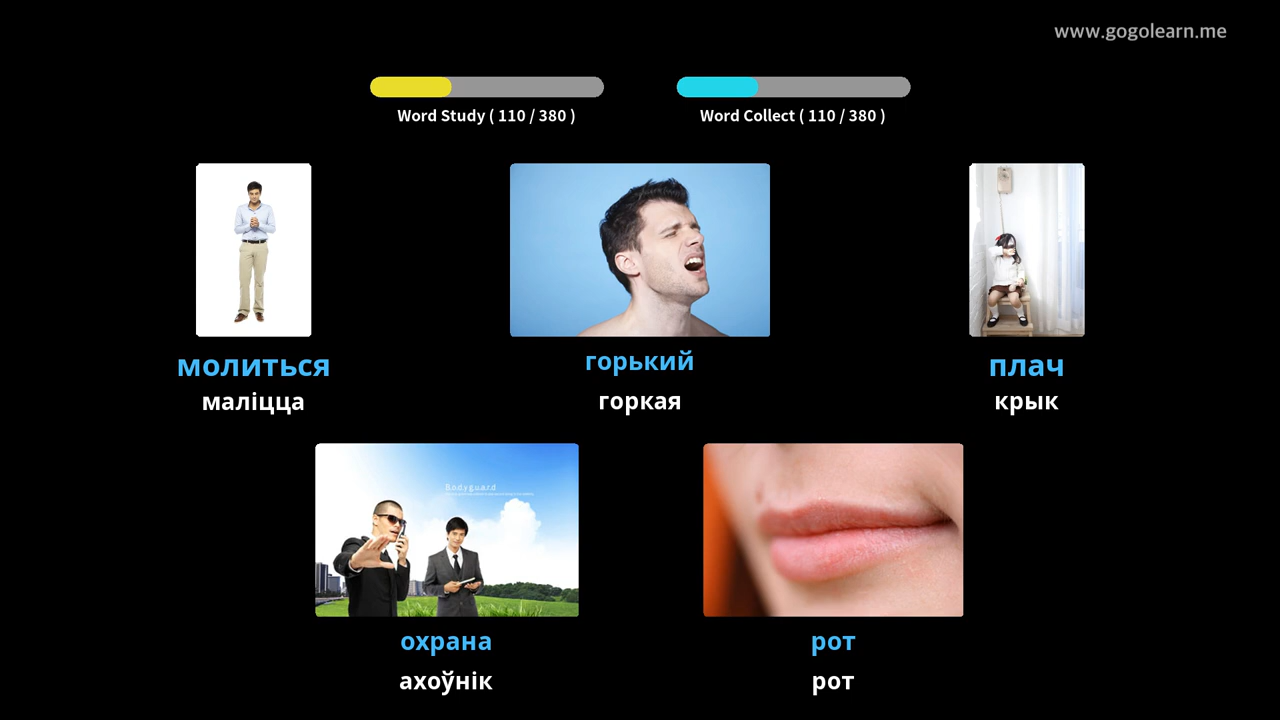 www.gogolearn.me
Word Study ( 110 / 380 )
Word Collect ( 110 / 380 )
молиться
маліцца
горький
горкая
плач
крык
Bodyguard
охрана
ахоўнік
рот
рот